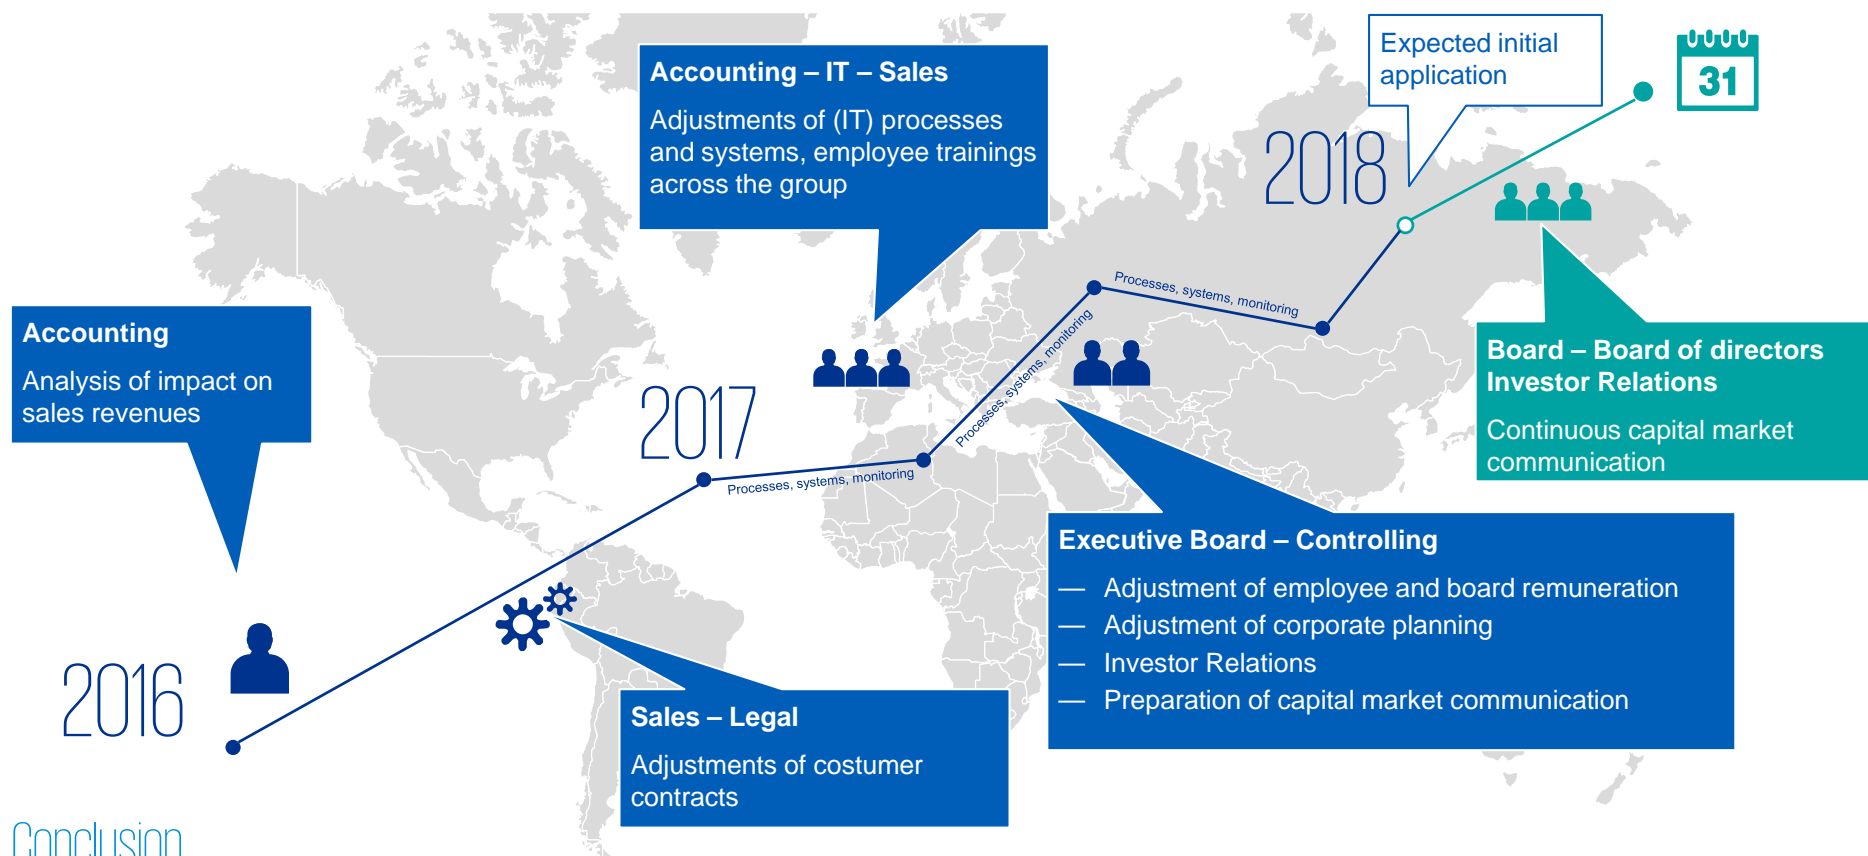 Expected initial
application
31
Accounting – IT – Sales
Adjustments of (IT) processes
and systems, employee trainings
across the group
2018
Processes, systems, monitoring
Accounting
Analysis of impact on
sales revenues
Processes, systems, monitoring
Board – Board of directors
Investor Relations
Continuous capital market
communication
2017
Processes, systems, monitoring
Executive Board – Controlling
— Adjustment of employee and board remuneration
— Adjustment of corporate planning
— Investor Relations
— Preparation of capital market communication
2016
Sales – Legal
Adjustments of costumer
contracts
Conclusion